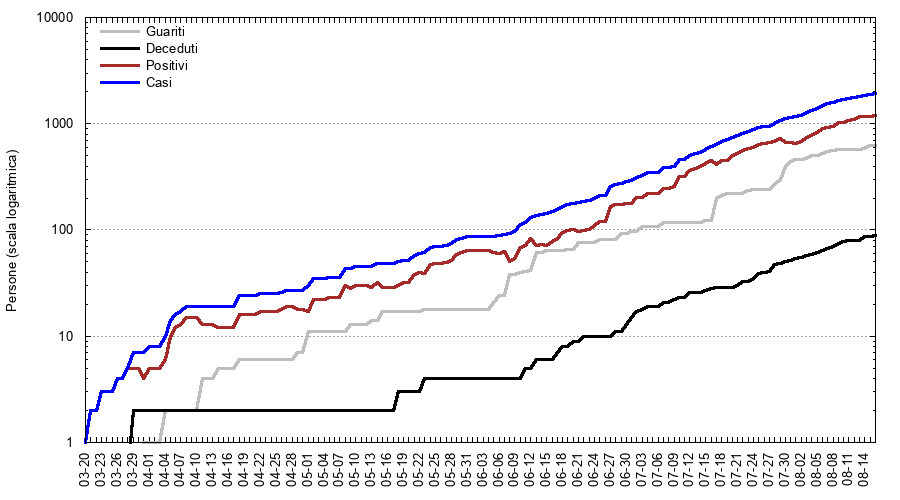 10000
1000
100
10
1
Persone (scala logaritmica)
Guariti
Deceduti
Positivi
Casi
03-20 03-23 03-26 03-29 04-01 04-04 04-07 04-10 04-13 04-16 04-19 04-22 04-25 04-28 05-01 05-04 05-07 05-10 05-13 05-16 05-19 05-22 05-25 05-28 05-31 06-03 06-06 06-09 06-12 06-15 06-18 06-21 06-24 06-27 06-30 07-03 07-06 07-09 07-12 07-15 07-18 07-21 07-24 07-27 07-30 08-02 08-05 08-08 08-11 08-14